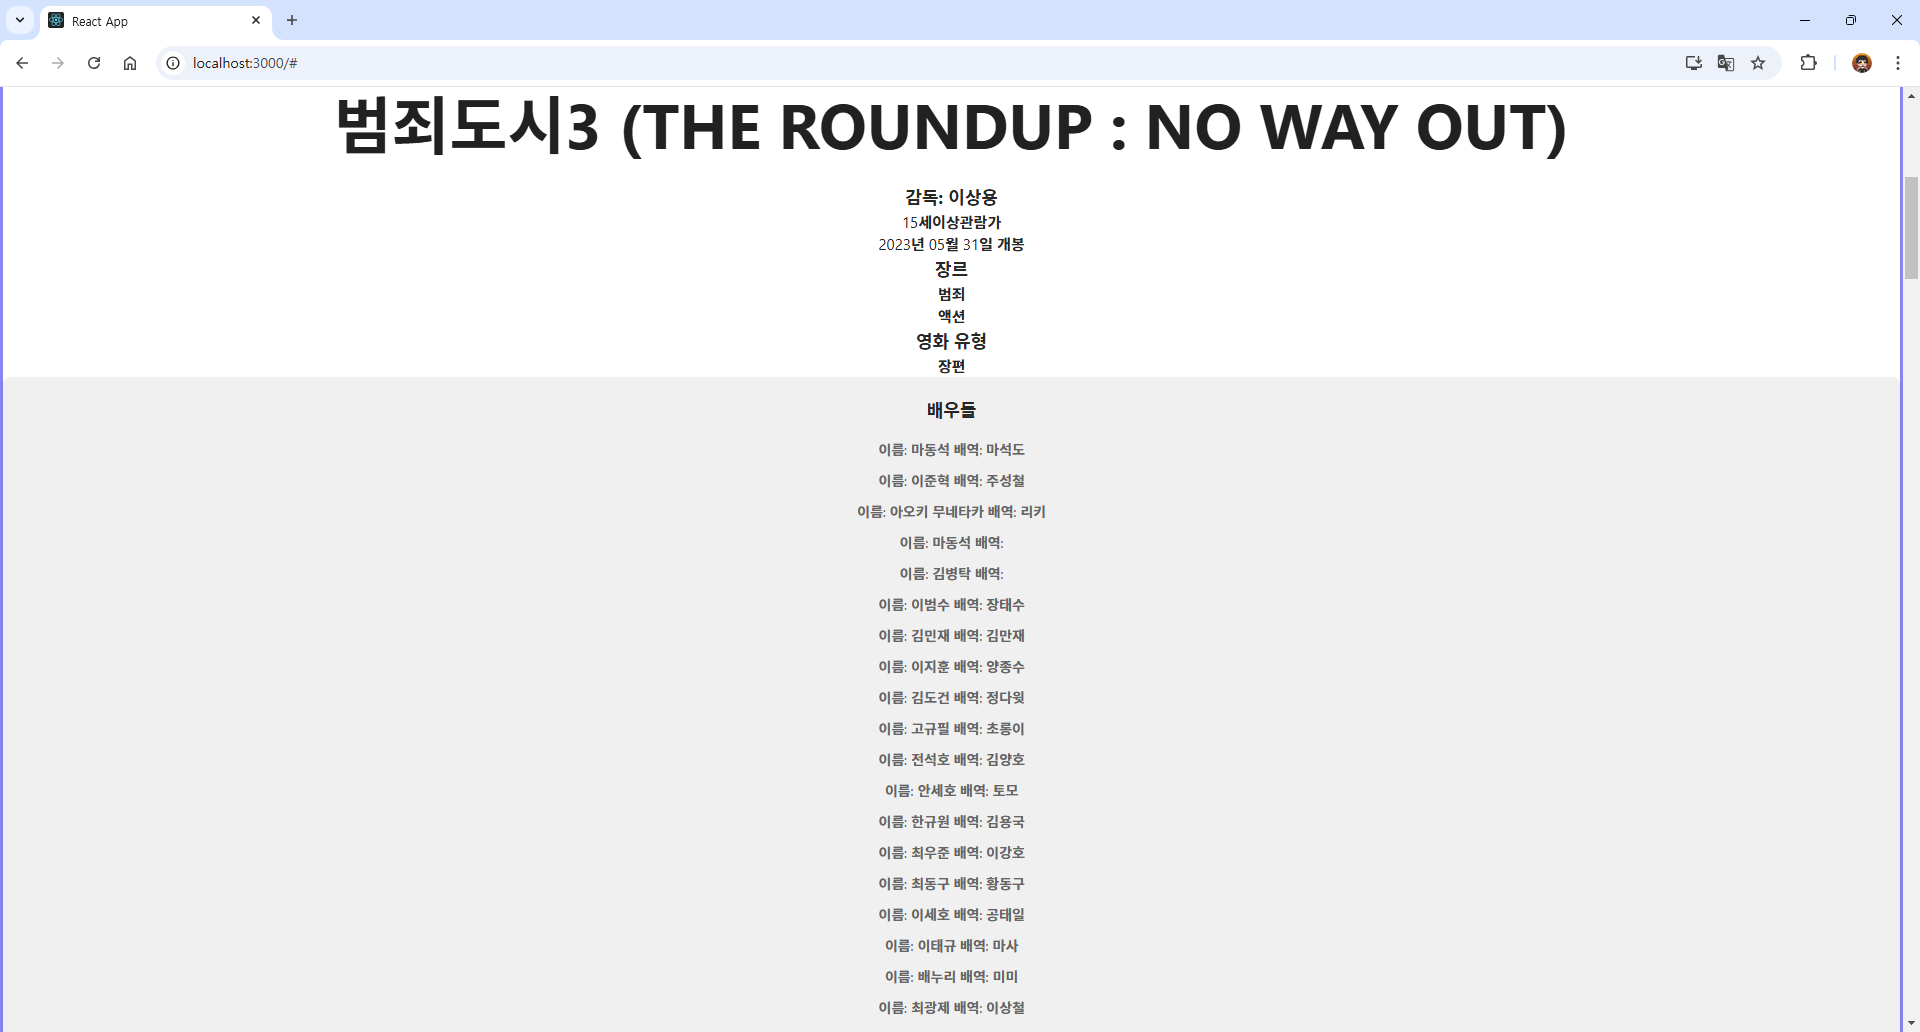 React App
localhost:3000/#
범죄도시3 (THE ROUNDUP : NO WAY OUT)
감독: 이상용
15세이상관람가
2023년 05월 31일 개봉
장르
범죄
액션
영화 유형
장편
배우들
이름: 마동석 배역: 마석도
이름: 이준혁 배역: 주성철
이름: 아오키 무네타카 배역: 리키
이름: 마동석 배역:
이름: 김병탁 배역:
이름: 이범수 배역: 장태수
이름: 김민재 배역: 김만재
이름: 이지훈 배역: 양종수
이름: 김도건 배역: 정다윗
이름: 고규필 배역: 초롱이
이름: 전석호 배역: 김양호
이름: 안세호 배역: 토모
이름: 한규원 배역: 김용국
이름: 최우준 배역: 이강호
이름: 최동구 배역: 황동구
이름: 이세호 배역: 공태일
이름: 이태규 배역: 마사
이름: 배누리 배역: 미미
이름: 최광제 배역: 이상철